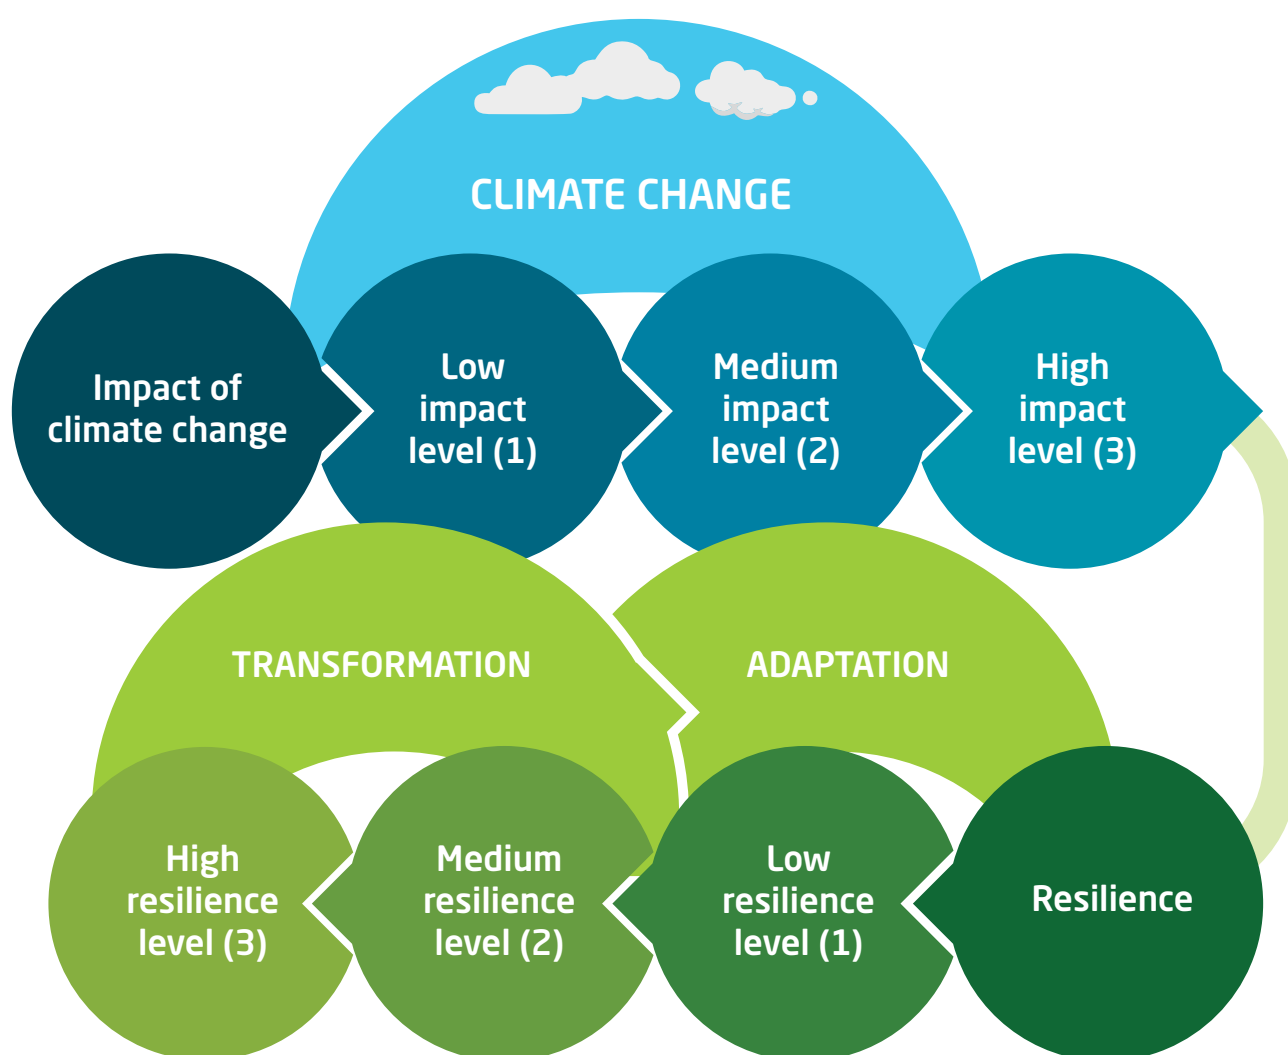 CLIMATE CHANGE
Impact of
climate change
Low
impact
level (1)
Medium
impact
level (2)
High
impact
level (3)
TRANSFORMATION
ADAPTATION
High
resilience
level (3)
Medium
resilience
level (2)
Low
resilience
level (1)
Resilience